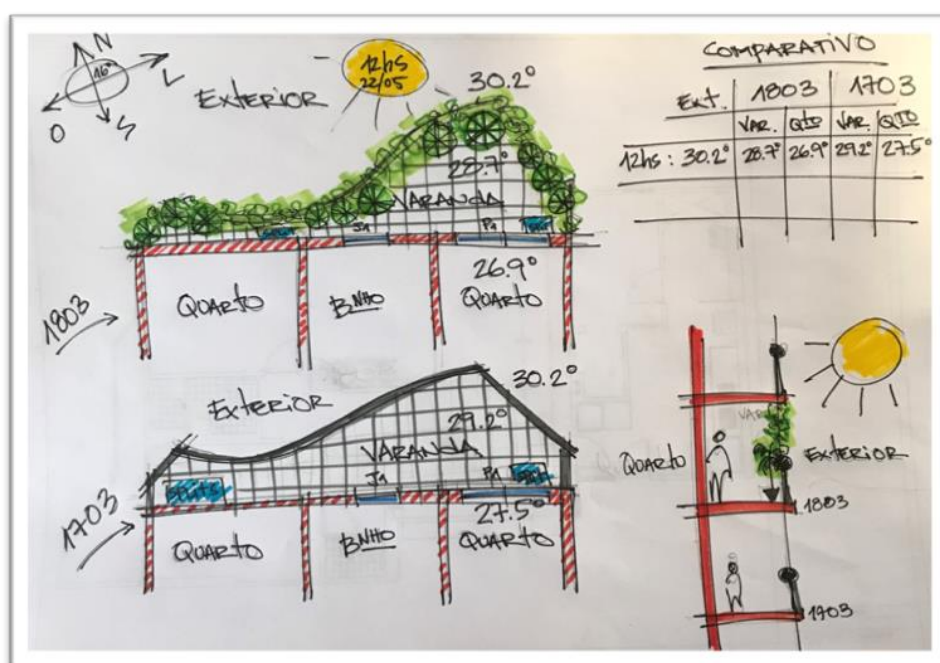 N
16°
L
O
S
EXTERIOR
12hs
22/05
30.2°
28.7°
VARANDA
J1
P1
26.9°
QUARTO
BNHO
QUARTO
1803
EXTERIOR
30.2°
29.2°
VARANDA
J1
P1
27.5°
QUARTO
BNHO
QUARTO
1703
COMPARATIVO
EXT. 1803 1703
VAR. QTO VAR. QTO
12hs : 30.2° 28.7° 26.9° 29.2° 27.5°
QUARTO
EXTERIOR
1803
1703